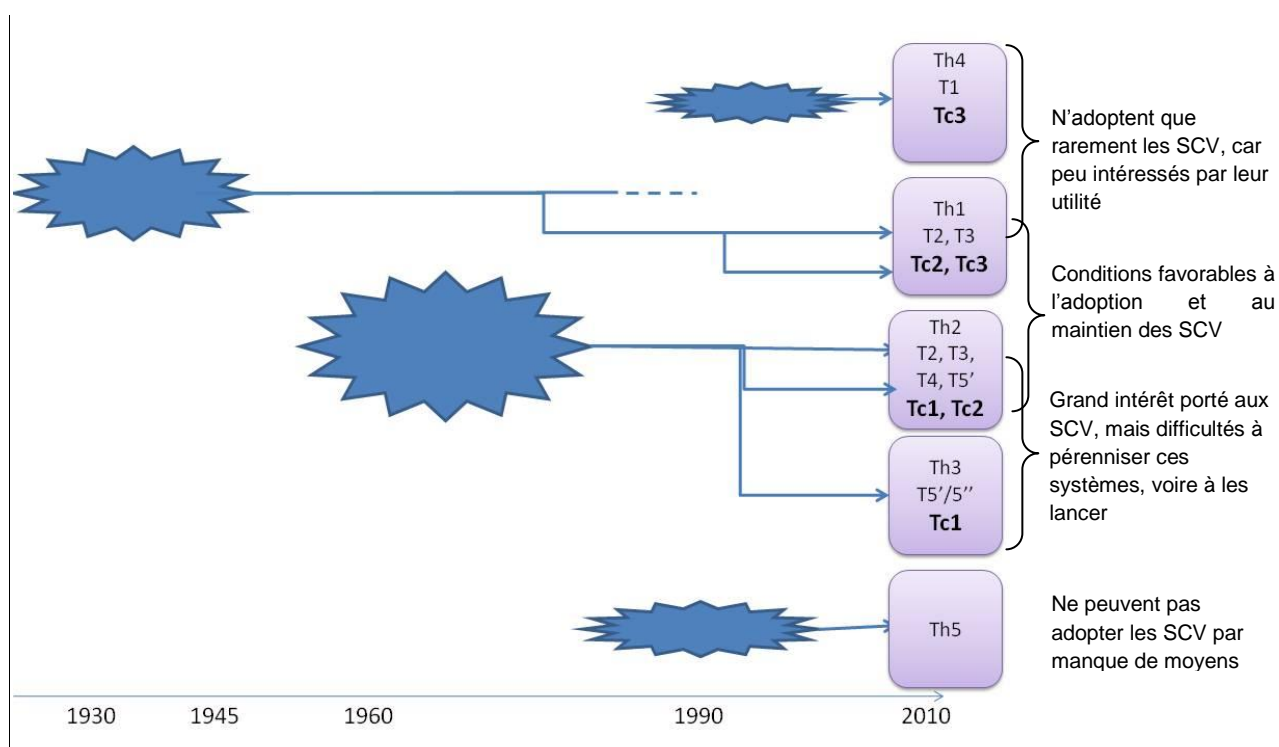 Th4
T1
Tc3
Th1
T2, T3
Tc2, Tc3
Th2
T2, T3,
T4, T5’
Tc1, Tc2
Th3
T5’/5’’
Tc1
Th5
N’adoptent que
rarement les SCV, car
peu intéressés par leur
utilité
Conditions favorables à
l’adoption et au
maintien des SCV
Grand intérêt porté aux
SCV, mais difficultés à
pérenniser ces
systèmes, voire à les
lancer
Ne peuvent pas
adopter les SCV par
manque de moyens
1930 1945 1960 1990 2010